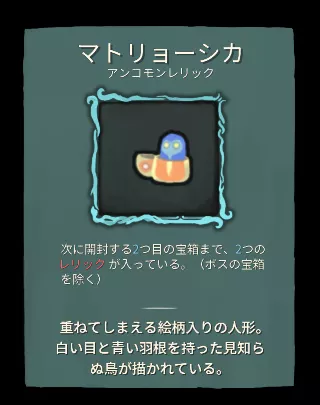 マトリョーシカ
アンコモンレリック
次に開封する2つ目の宝箱まで、2つの
レリックが入っている。（ボスの宝箱
を除く）
重ねてしまえる絵柄入りの人形。
白い目と青い羽根を持った見知ら
ぬ鳥が描かれている。